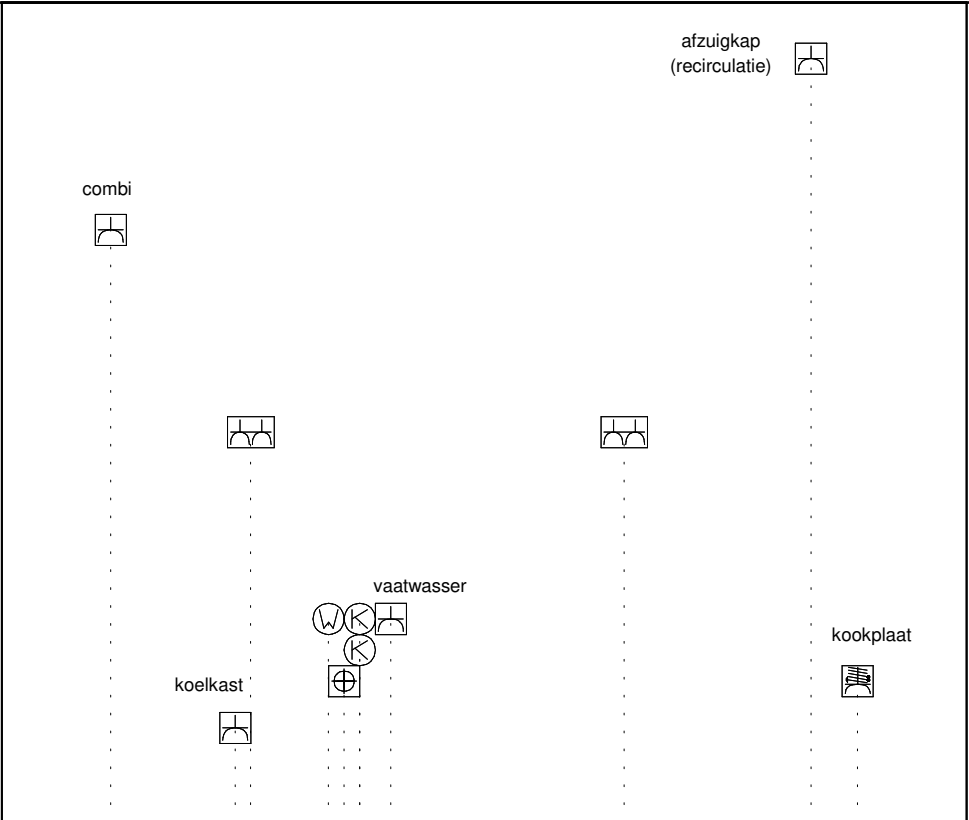 afzuigkap
(recirculatie)
combi
vaatwasser
W K
K
kookplaat
koelkast